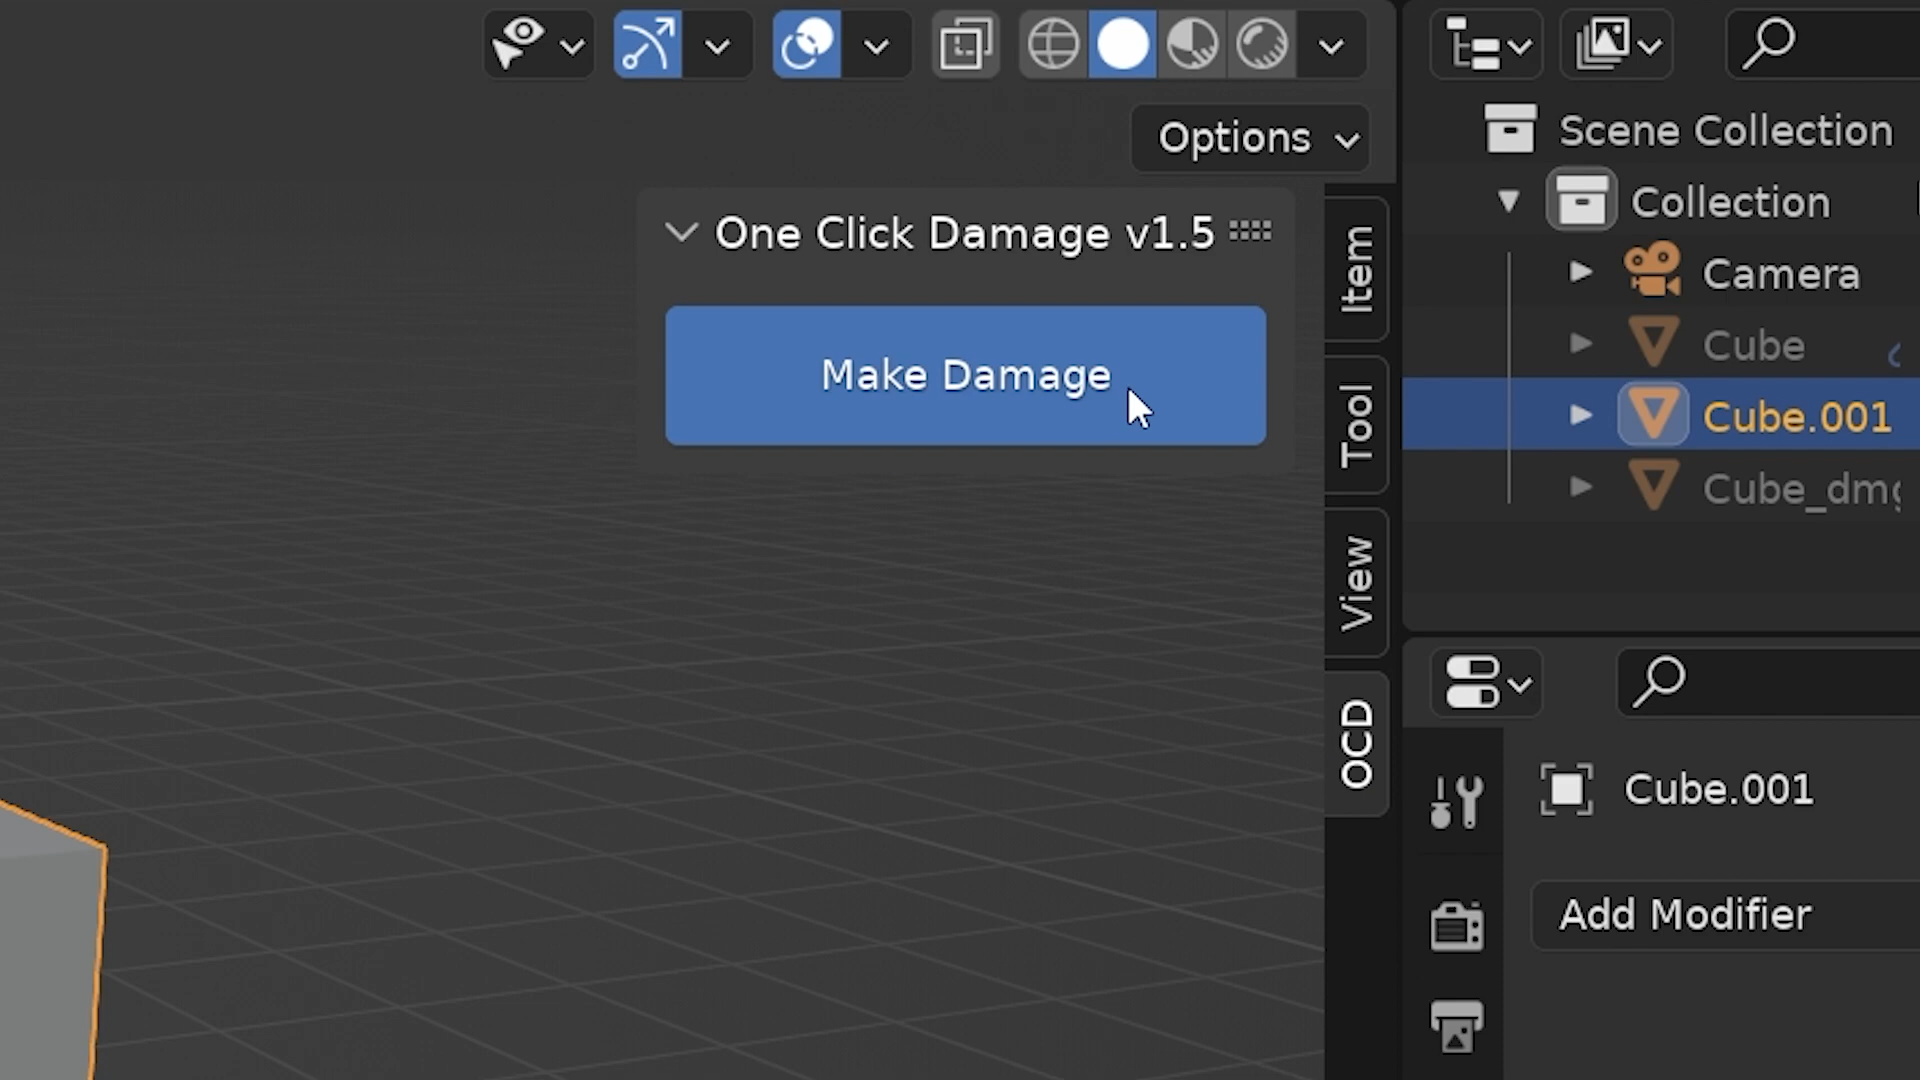 Options
One Click Damage v1.5
Make Damage
Item
Tool
View
OCD
Scene Collection
Collection
Camera
Cube
Cube.001
Cube_dmg
Cube.001
Add Modifier